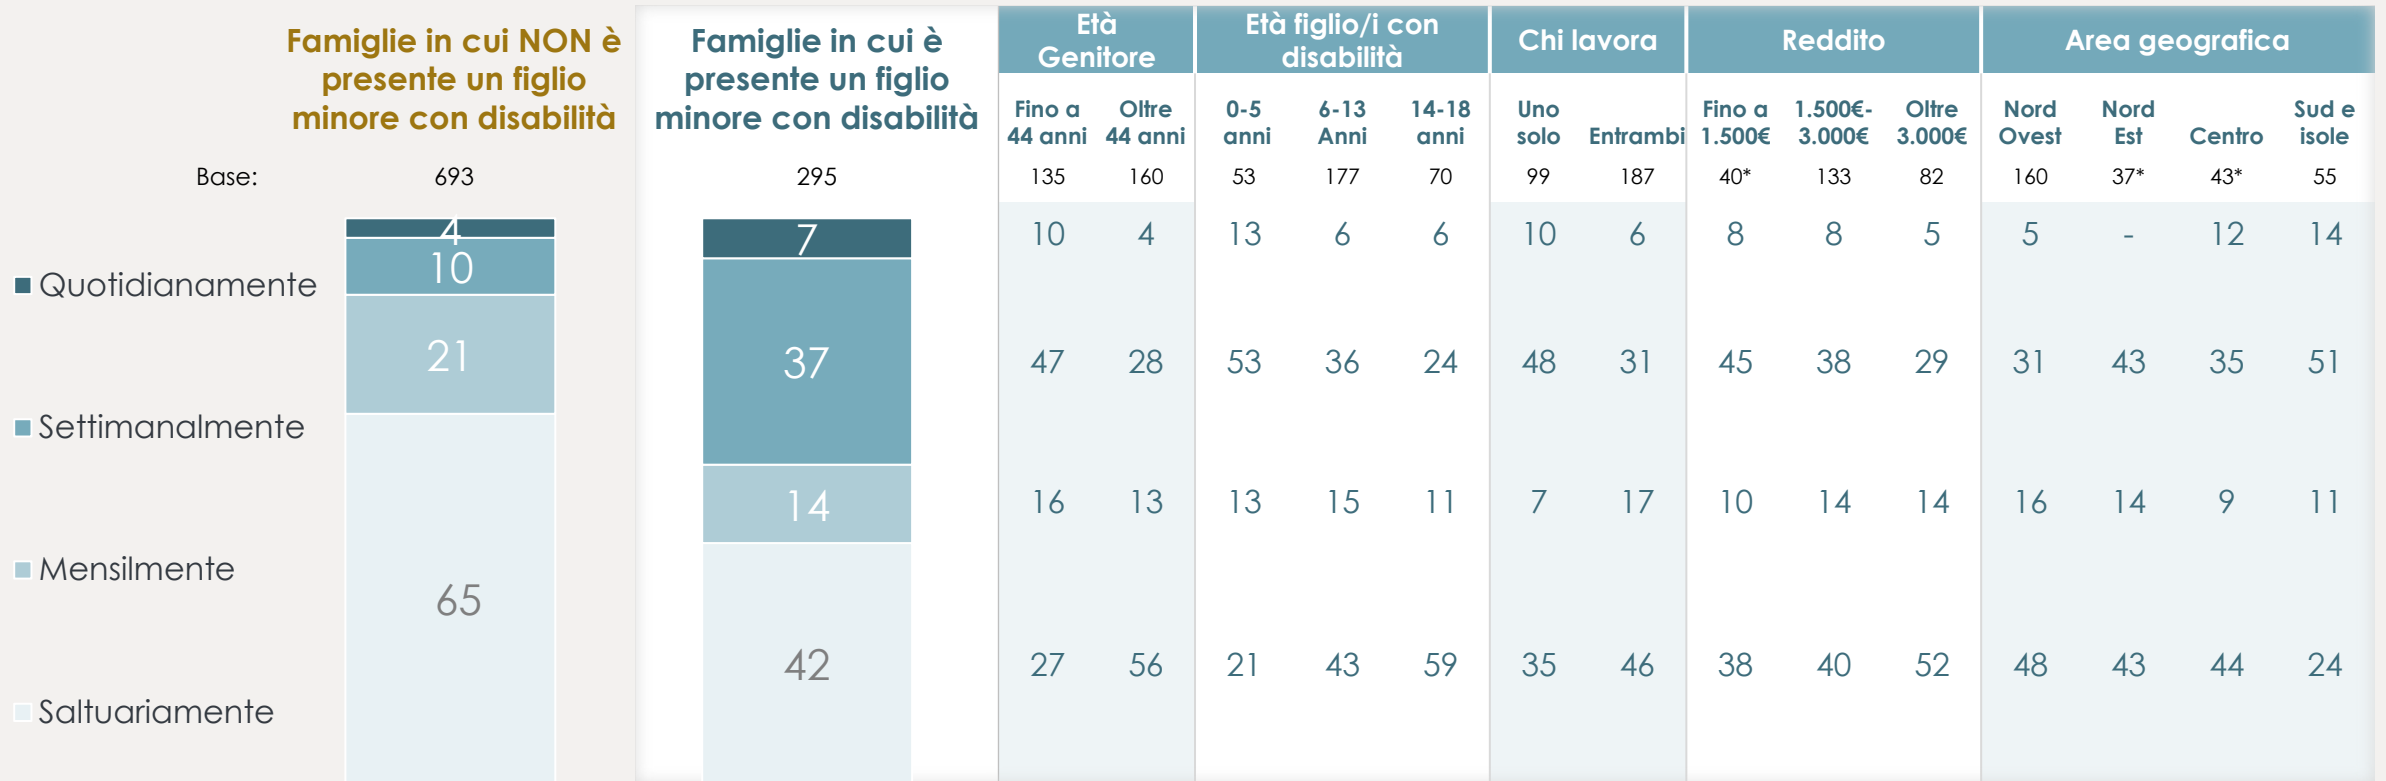 Famiglie in cui NON è
presente un figlio
minore con disabilità
Famiglie in cui è
presente un figlio
minore con disabilità
Età
Genitore
Età figlio/i con
disabilità
Chi lavora
Reddito
Area geografica
Fino a
44 anni
Oltre
44 anni
0-5
anni
6-13
Anni
14-18
anni
Uno
solo
Entrambi
Fino a
1.500€
1.500€-
3.000€
Oltre
3.000€
Nord
Ovest
Nord
Est
Centro
Sud e
isole
Base: 693 295 135 160 53 177 70 99 187 40* 133 82 160 37* 43* 55
Quotidianamente
4 7 10 4 13 6 6 10 6 8 8 5 5 - 12 14
Settimanalmente
10 37 47 28 53 36 24 48 31 45 38 29 31 43 35 51
Mensilmente
21 14 16 13 13 15 11 7 17 10 14 14 16 14 9 11
Saltuariamente
65 42 27 56 21 43 59 35 46 38 40 52 48 43 44 24